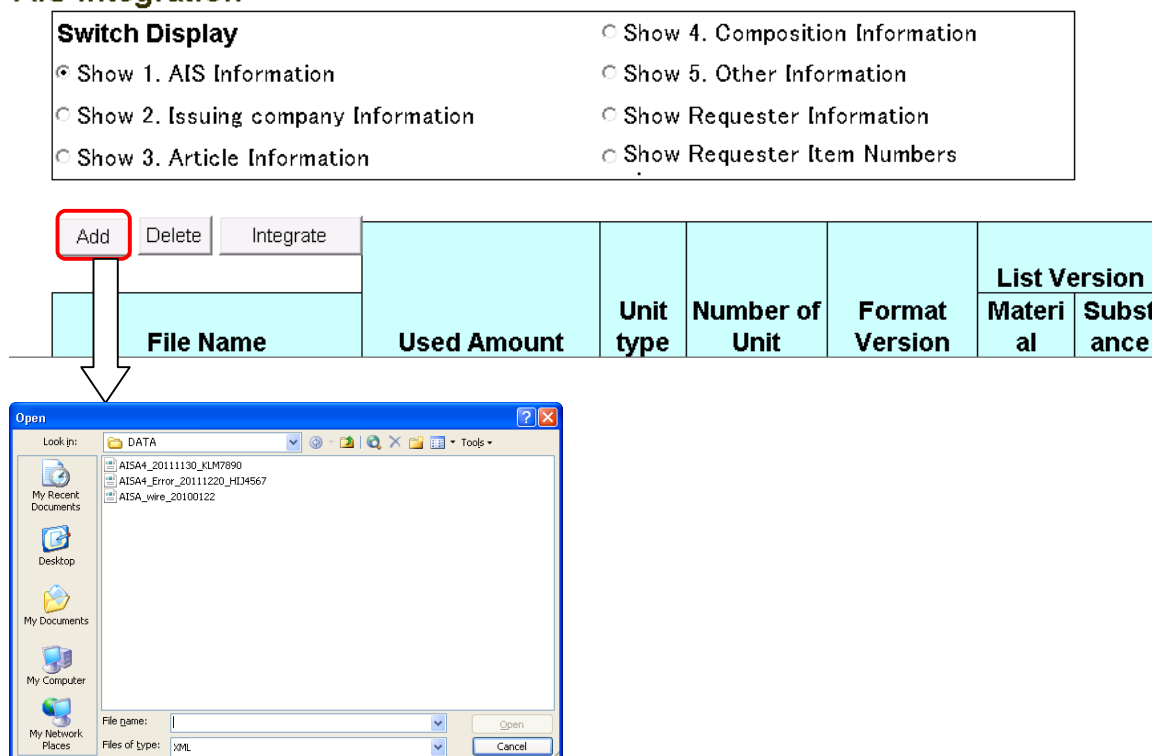 Switch Display
Show 1. AIS Information
Show 2. Issuing company Information
Show 3. Article Information
Show 4. Composition Information
Show 5. Other Information
Show Requester Information
Show Requester Item Numbers
Add Delete Integrate
File Name
Used Amount
Unit type
Number of Unit
Format Version
List Version
Materi al
Subst ance
Open
Look in: DATA Tools
AISA4_20111130_KLM7890
AISA4_Error_20111220_HIJ4567
AISA_wire_20100122
My Recent Documents
Desktop
My Documents
My Computer
My Network Places
File name: Open
Files of type: XML Cancel